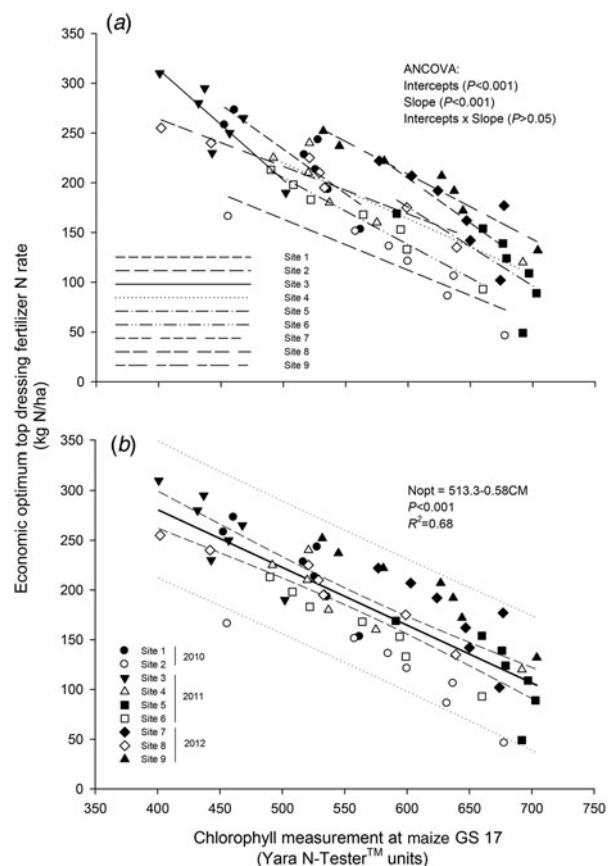 (a)
350
300
250
200
150
100
50
0
ANCOVA:
Intercepts (P<0.001)
Slope (P<0.001)
Intercepts x Slope (P>0.05)
Site 1
Site 2
Site 3
Site 4
Site 5
Site 6
Site 7
Site 8
Site 9
Economic optimum top dressing fertilizer N rate
(kg N/ha)
(b)
350
300
250
200
150
100
50
0
Nopt = 513.3-0.58CM
P<0.001
R²=0.68
Site 1
Site 2
2010
Site 3
Site 4
Site 5
Site 6
2011
Site 7
Site 8
Site 9
2012
400
450
500
550
600
650
700
750
Chlorophyll measurement at maize GS 17
(Yara N-Tester™ units)